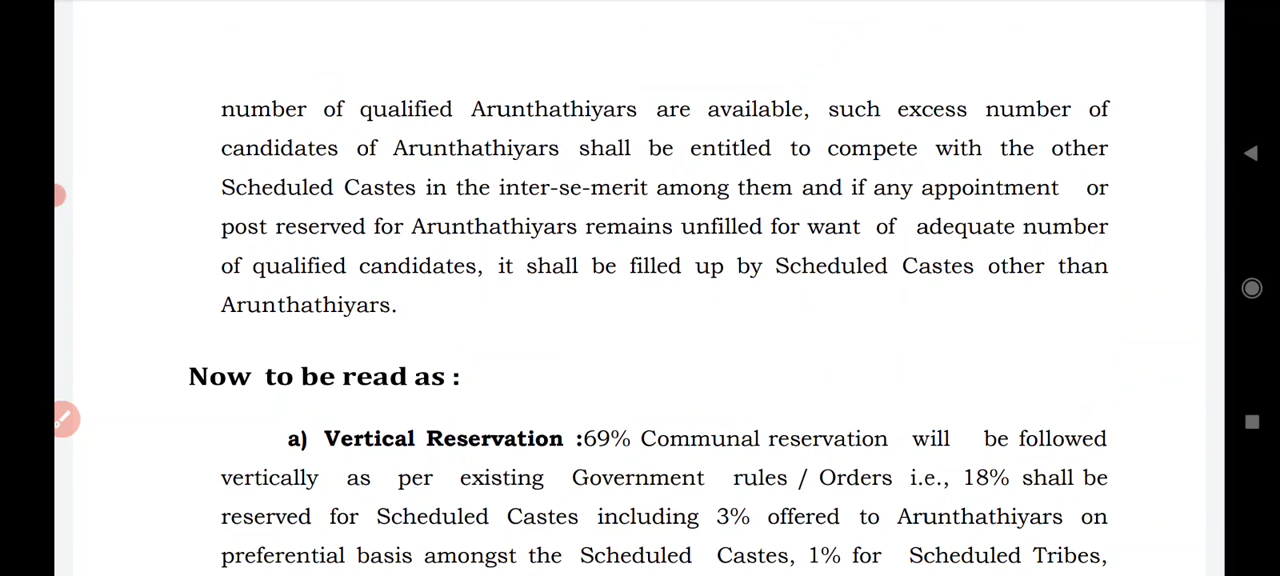 number of qualified Arunthathiyars are available, such excess number of
candidates of Arunthathiyars shall be entitled to compete with the other
Scheduled Castes in the inter-se-merit among them and if any appointment or
post reserved for Arunthathiyars remains unfilled for want of adequate number
of qualified candidates, it shall be filled up by Scheduled Castes other than
Arunthathiyars.
Now to be read as :
a) Vertical Reservation :69% Communal reservation will be followed
vertically as per existing Government rules / Orders i.e., 18% shall be
reserved for Scheduled Castes including 3% offered to Arunthathiyars on
preferential basis amongst the Scheduled Castes, 1% for Scheduled Tribes,